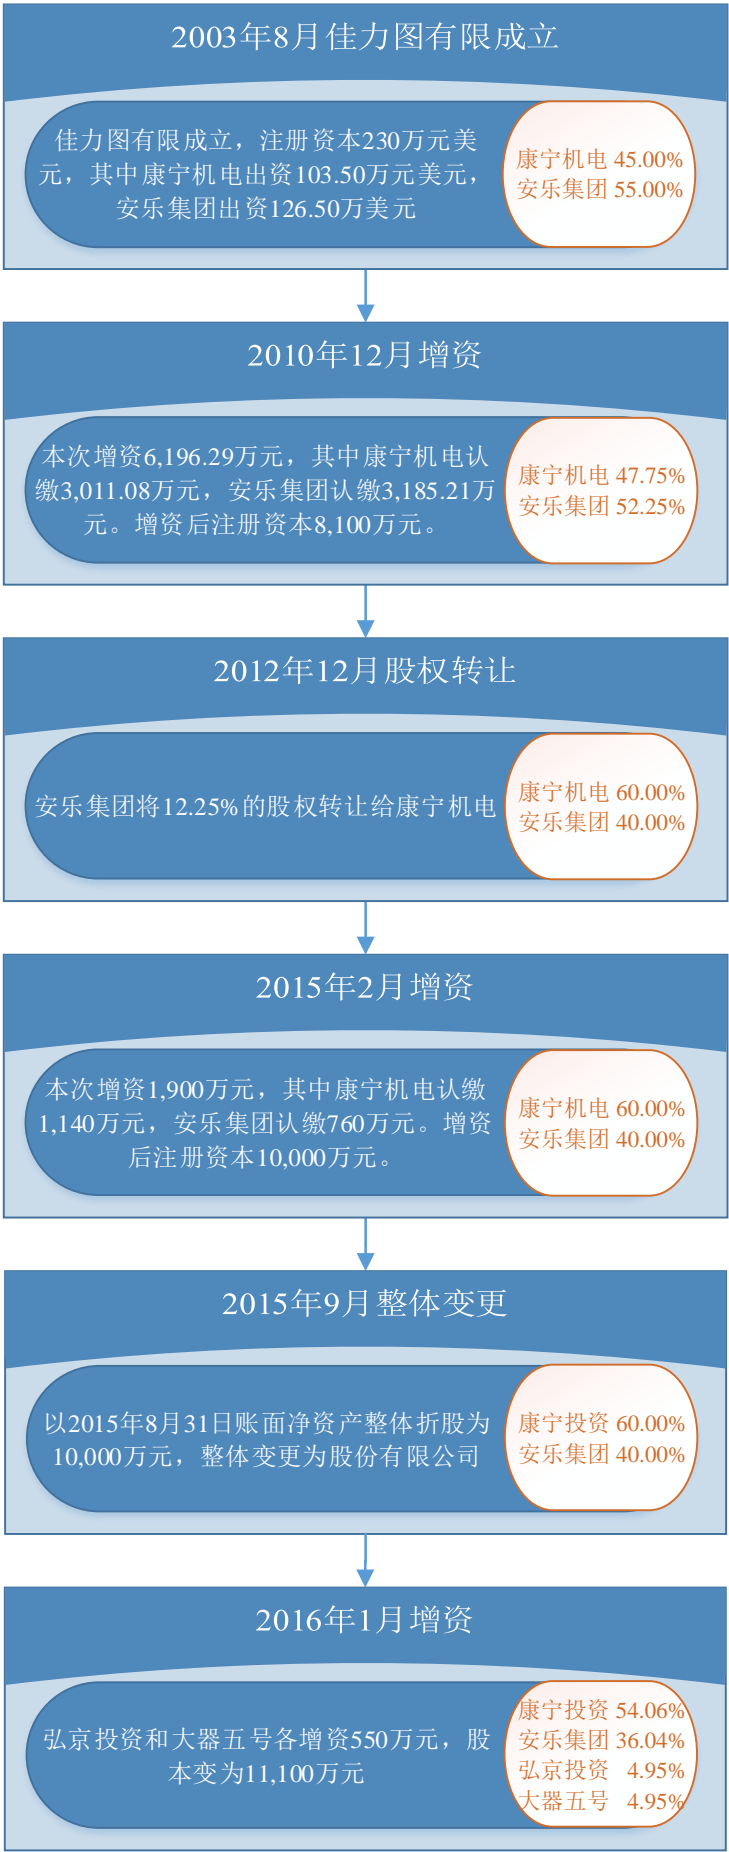 2003年8月佳力图有限成立
佳力图有限成立，注册资本230万元美
元，其中康宁机电出资103.50万元美元，
安乐集团出资126.50万美元
康宁机电 45.00%
安乐集团 55.00%
2010年12月增资
本次增资6,196.29万元，其中康宁机电认
缴3,011.08万元，安乐集团认缴3,185.21万
元。增资后注册资本8,100万元。
康宁机电 47.75%
安乐集团 52.25%
2012年12月股权转让
安乐集团将12.25%的股权转让给康宁机电
康宁机电 60.00%
安乐集团 40.00%
2015年2月增资
本次增资1,900万元，其中康宁机电认缴
1,140万元，安乐集团认缴760万元。增资
后注册资本10,000万元。
康宁机电 60.00%
安乐集团 40.00%
2015年9月整体变更
以2015年8月31日账面净资产整体折股为
10,000万元，整体变更为股份有限公司
康宁投资 60.00%
安乐集团 40.00%
2016年1月增资
弘京投资和大器五号各增资550万元，股
本变为11,100万元
康宁投资 54.06%
安乐集团 36.04%
弘京投资 4.95%
大器五号 4.95%